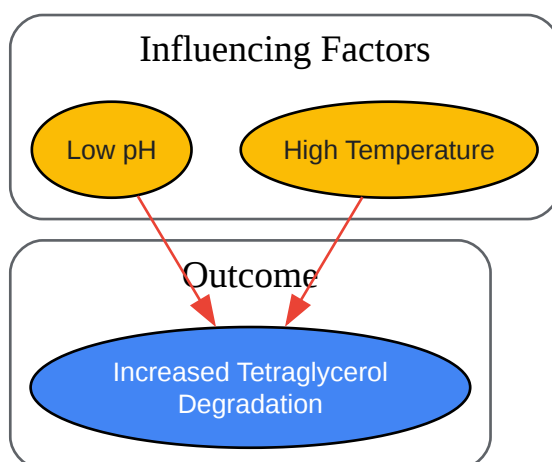 Influencing Factors
Low pH
High Temperature
Outcome
Increased Tetraglycerol
Degradation